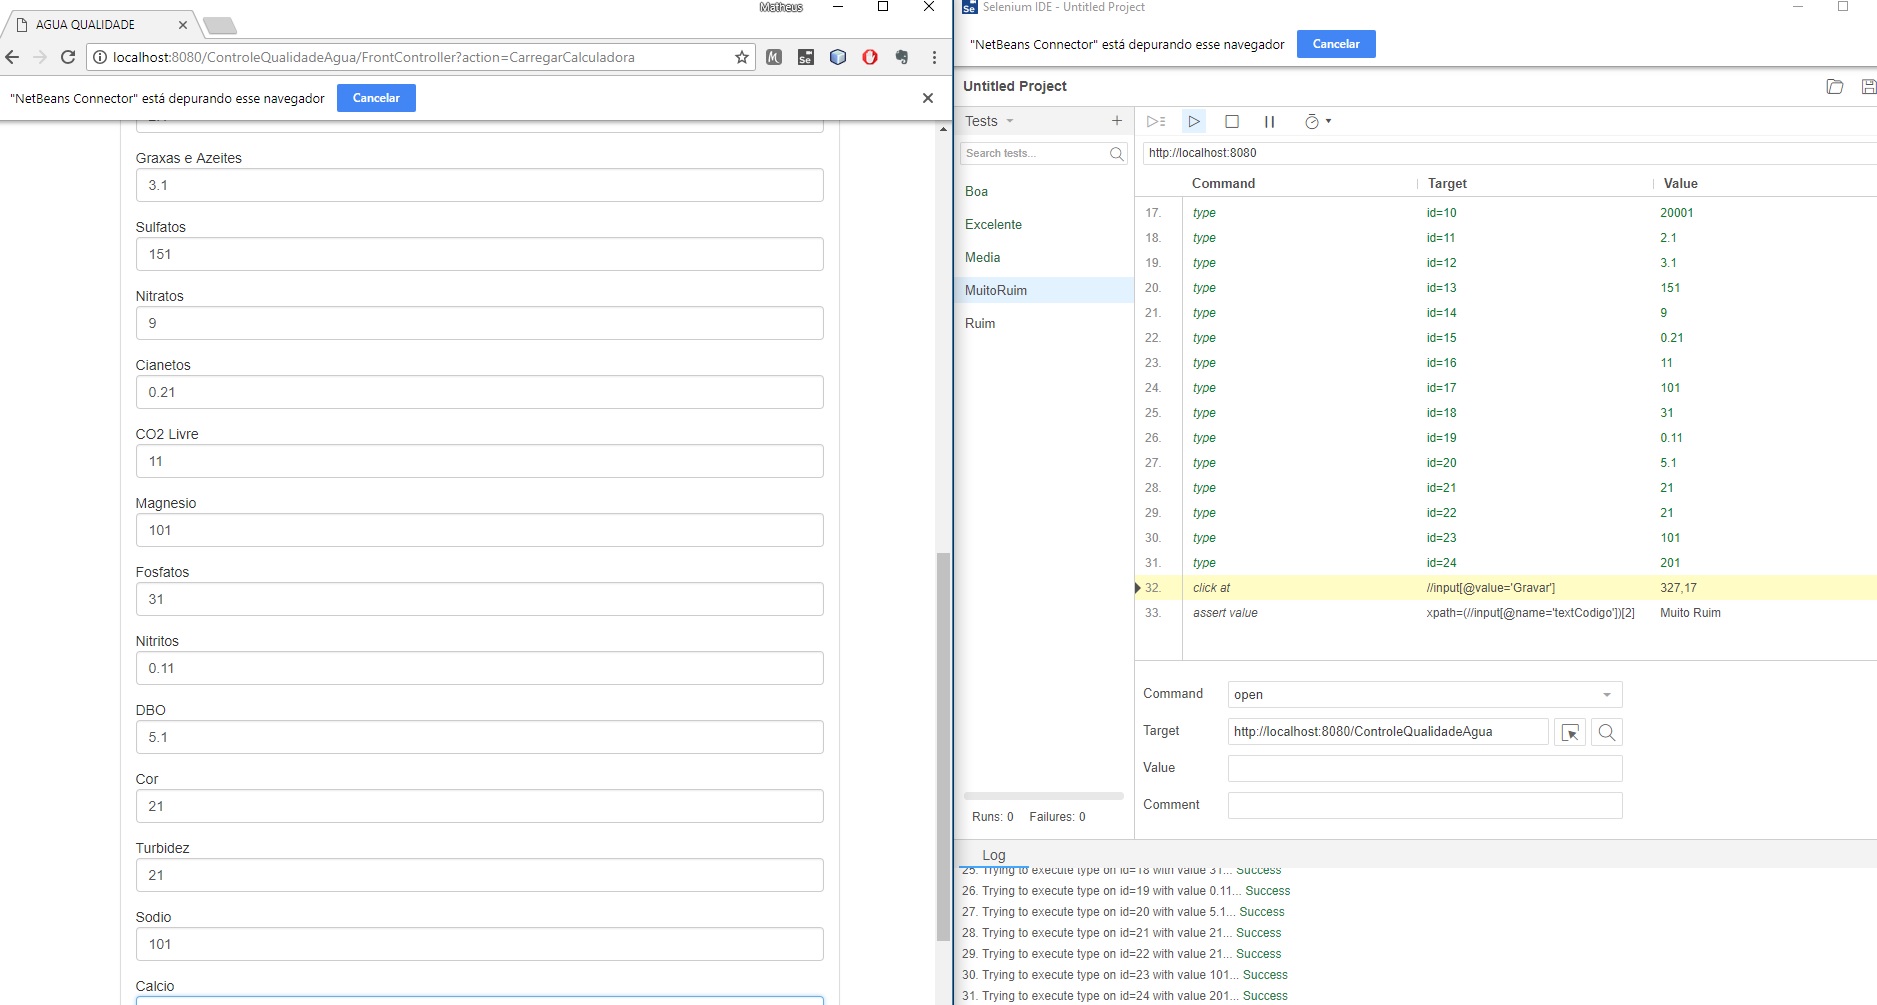 Matheus
AGUA QUALIDADE
localhost:8080/ControleQualidadeAgua/FrontController?action=CarregarCalculadora
"NetBeans Connector" está depurando esse navegador
Cancelar
Graxas e Azeites
3.1
Sulfatos
151
Nitratos
9
Cianetos
0.21
CO2 Livre
11
Magnesio
101
Fosfatos
31
Nitritos
0.11
DBO
5.1
Cor
21
Turbidez
21
Sodio
101
Calcio
Selenium IDE - Untitled Project
"NetBeans Connector" está depurando esse navegador
Cancelar
Untitled Project
Tests
Search tests...
Boa
Excelente
Media
MuitoRuim
Ruim
Runs: 0 Failures: 0
http://localhost:8080
Command Target Value
17. type id=10 20001
18. type id=11 2.1
19. type id=12 3.1
20. type id=13 151
21. type id=14 9
22. type id=15 0.21
23. type id=16 11
24. type id=17 101
25. type id=18 31
26. type id=19 0.11
27. type id=20 5.1
28. type id=21 21
29. type id=22 21
30. type id=23 101
31. type id=24 201
32. click at //input[@value='Gravar'] 327,17
33. assert value xpath=(//input[@name='textCodigo'])[2] Muito Ruim
Command open
Target http://localhost:8080/ControleQualidadeAgua
Value
Comment
Log
25. Trying to execute type on id=18 with value 31... Success
26. Trying to execute type on id=19 with value 0.11... Success
27. Trying to execute type on id=20 with value 5.1... Success
28. Trying to execute type on id=21 with value 21... Success
29. Trying to execute type on id=22 with value 21... Success
30. Trying to execute type on id=23 with value 101... Success
31. Trying to execute type on id=24 with value 201... Success